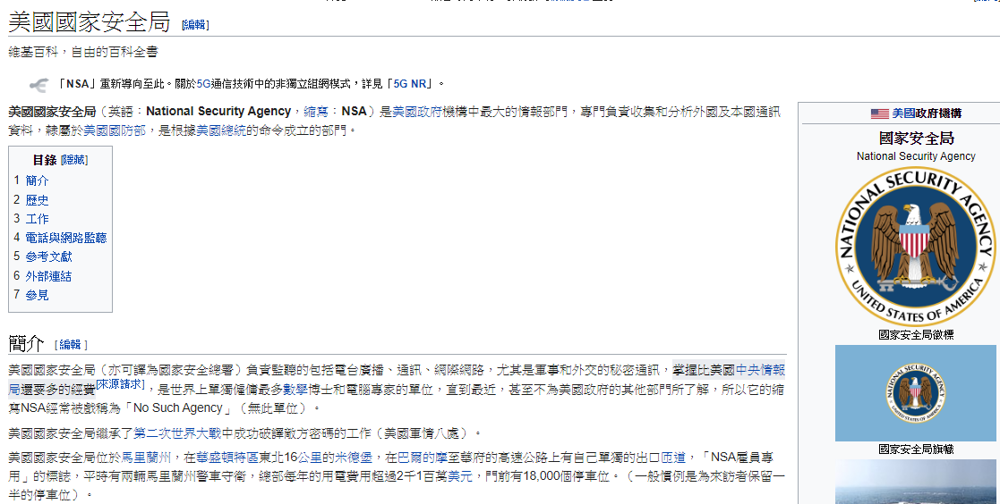 美國國家安全局 [編輯]
維基百科，自由的百科全書
「NSA」重新導向至此。關於5G通信技術中的非獨立組網模式，詳見「5G NR」。
美國國家安全局（英語：National Security Agency，縮寫：NSA）是美國政府機構中最大的情報部門，專門負責收集和分析外國及本國通訊
資料，隸屬於美國國防部，是根據美國總統的命令成立的部門。
目錄 [隱藏]
1 簡介
2 歷史
3 工作
4 電話與網路監聽
5 參考文獻
6 外部連結
7 參見
簡介 [編輯]
美國國家安全局（亦可譯為國家安全總署）負責監聽的包括電台廣播、通訊、網際網路，尤其是軍事和外交的秘密通訊，掌握比美國中央情報
局還要多的經費[來源請求]，是世界上單獨僱傭最多數學博士和電腦專家的單位，直到最近，甚至不為美國政府的其他部門所了解，所以它的縮
寫NSA經常被戲稱為「No Such Agency」（無此單位）。
美國國家安全局繼承了第二次世界大戰中成功破譯敵方密碼的工作（美國軍情八處）。
美國國家安全局位於馬里蘭州，在華盛頓特區東北16公里的米德堡，在巴爾的摩至華府的高速公路上有自己單獨的出口匝道，「NSA雇員專
用」的標誌，平時有兩輛馬里蘭州警車守衛，總部每年的用電費用超過2千1百萬美元，門前有18,000個停車位。（一般慣例是為來訪者保留一
半的停車位）。
美國政府機構
國家安全局
National Security Agency
NATIONAL SECURITY AGENCY
UNITED STATES OF AMERICA
國家安全局徽標
NATIONAL SECURITY AGENCY
UNITED STATES OF AMERICA
國家安全局旗幟